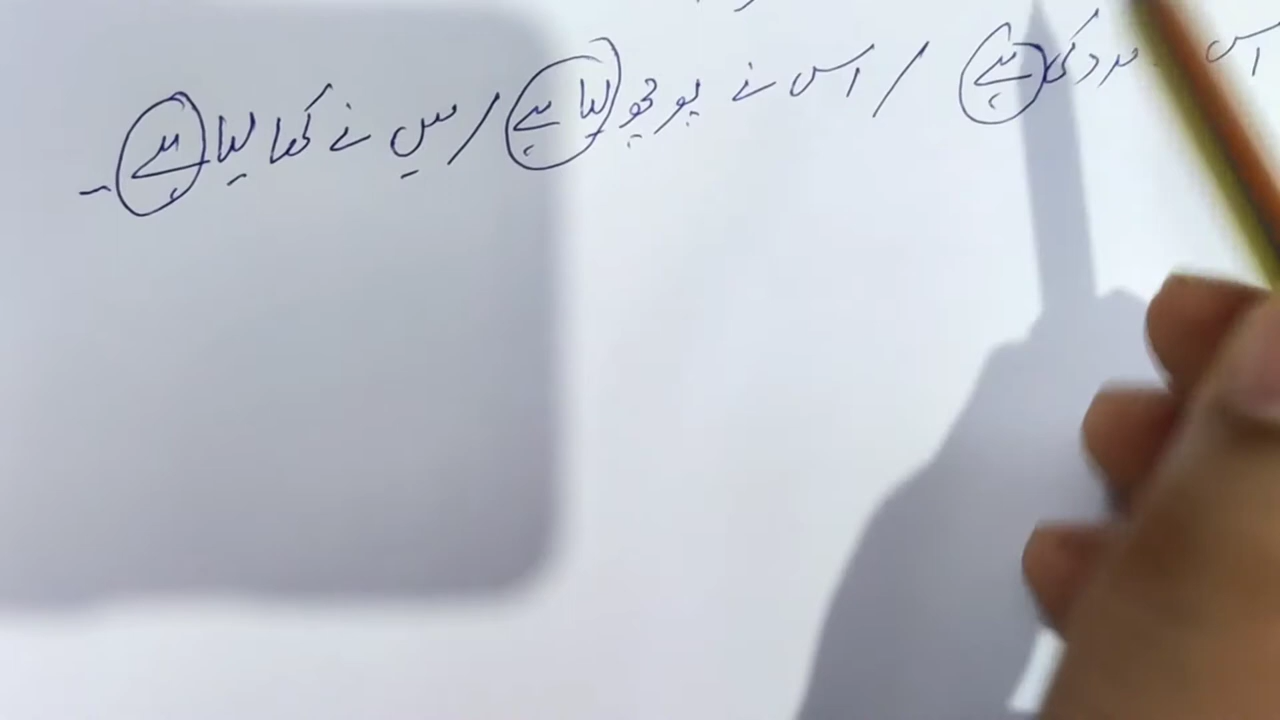 اس مدد کی ہے / اس نے پوچھ لیا ہے / میں نے کھا لیا ہے۔